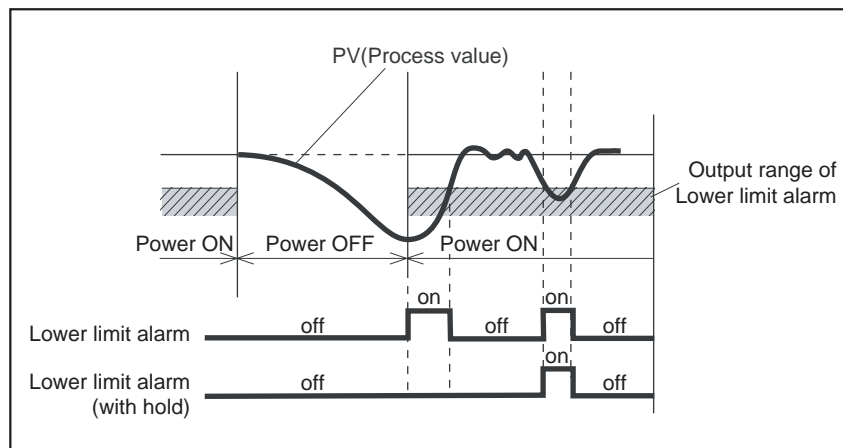 PV(Process value)
Output range of
Lower limit alarm
Power ON
Power OFF
Power ON
on
on
Lower limit alarm
off
off
off
on
Lower limit alarm
(with hold)
off
off